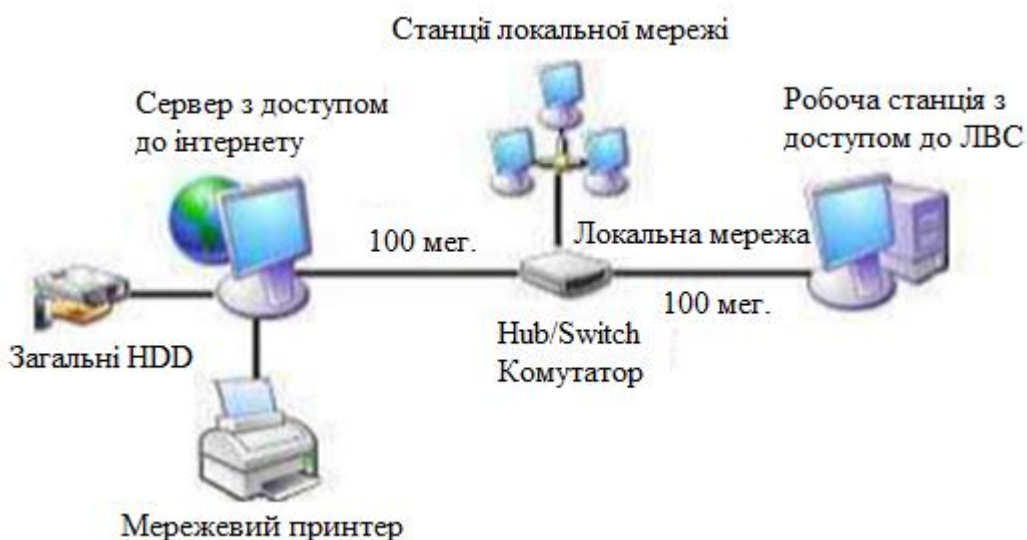 Станції локальної мережі
Сервер з доступом
до інтернету
Робоча станція з
доступом до ЛВС
100 мег.
Локальна мережа
100 мег.
Загальні HDD
Hub/Switch
Комутатор
Мережевий принтер